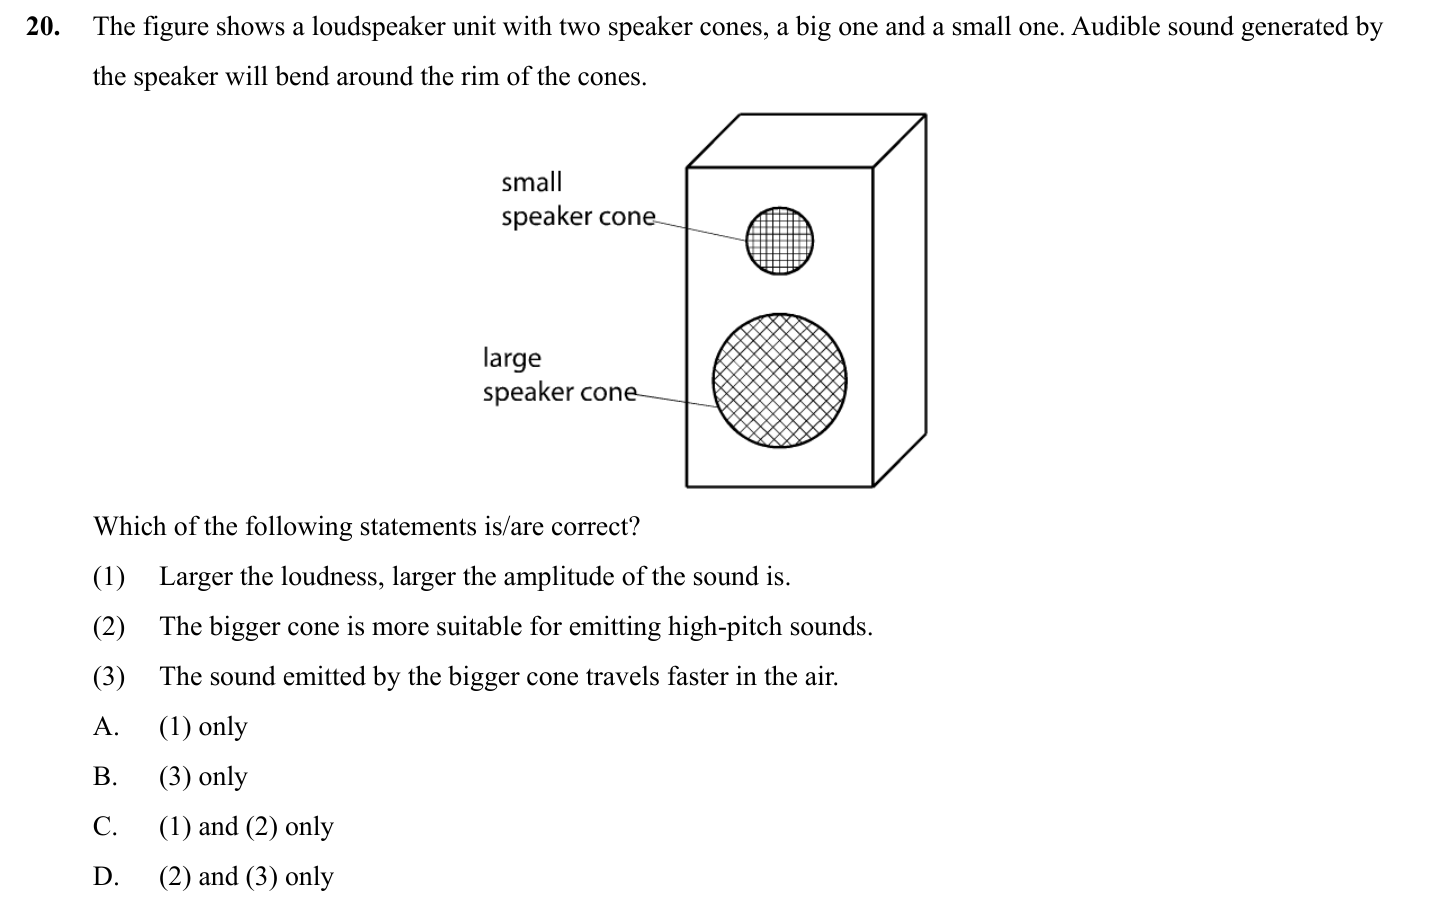 20. The figure shows a loudspeaker unit with two speaker cones, a big one and a small one. Audible sound generated by
the speaker will bend around the rim of the cones.
small
speaker cone
large
speaker cone
Which of the following statements is/are correct?
(1) Larger the loudness, larger the amplitude of the sound is.
(2) The bigger cone is more suitable for emitting high-pitch sounds.
(3) The sound emitted by the bigger cone travels faster in the air.
A. (1) only
B. (3) only
C. (1) and (2) only
D. (2) and (3) only